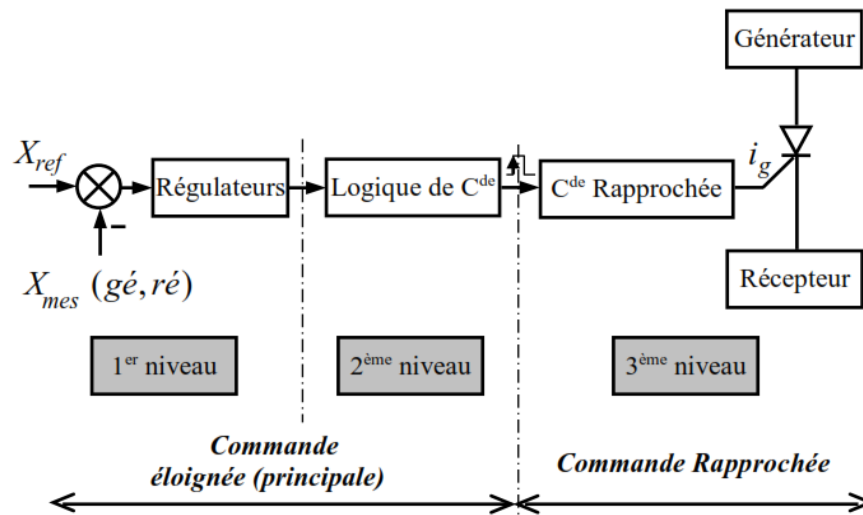 Générateur
X_ref
Régulateurs
Logique de C^de
C^de Rapprochée
i_g
–
X_mes (gé, ré)
Récepteur
1^er niveau
2^ème niveau
3^ème niveau
Commande
éloignée (principale)
Commande Rapprochée